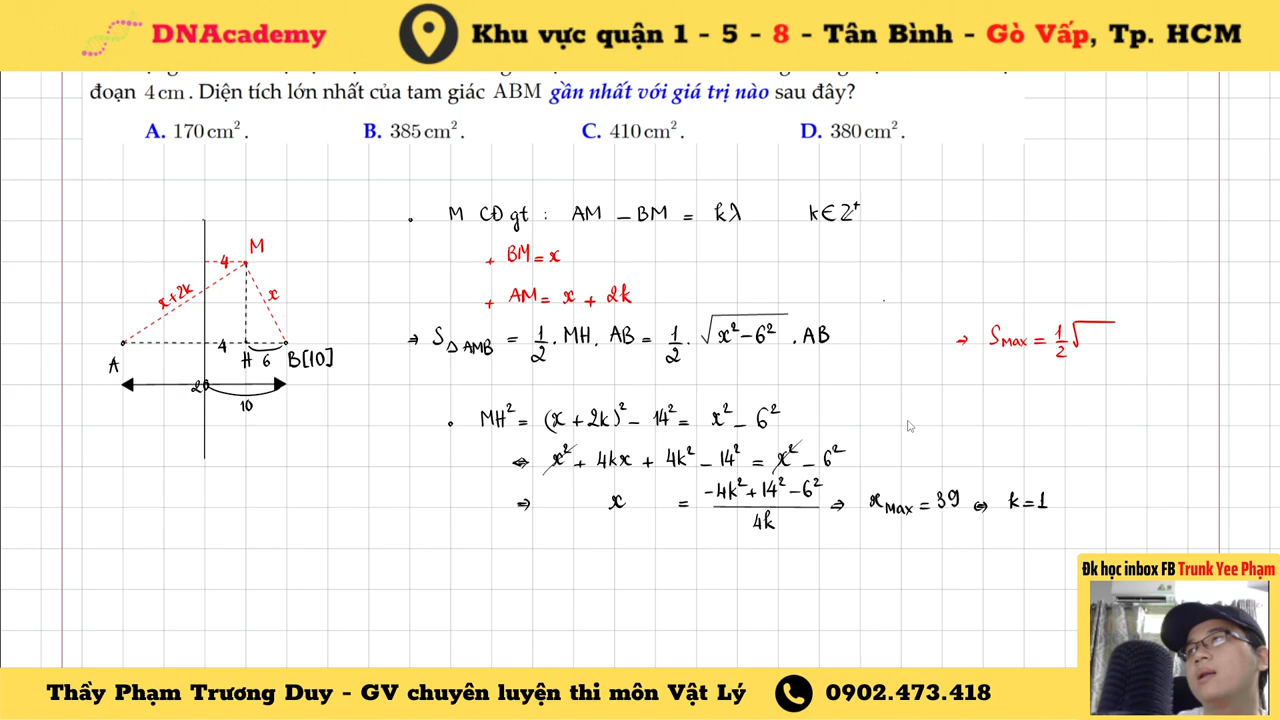 DNAcademy
Khu vực quận 1 - 5 - 8 - Tân Bình - Gò Vấp, Tp. HCM
đoạn 4 cm . Diện tích lớn nhất của tam giác ABM gần nhất với giá trị nào sau đây?
A. 170 cm². B. 385 cm². C. 410 cm². D. 380 cm².
. M CĐ gt : AM - BM = kλ k ∈ Z⁺
+ BM = x
+ AM = x + 2k
⇒ S△AMB = 1/2 . MH . AB = 1/2 . √(x² - 6²) . AB ⇒ SMax = 1/2 √
. MH² = (x + 2k)² - 14² = x² - 6²
⇔ x² + 4kx + 4k² - 14² = x² - 6²
⇒ x = (-4k² + 14² - 6²)/4k ⇒ xMax = 39 ⇔ k = 1
M
4
x+2k
x
4
A
H 6 B[10]
20
10
Đk học inbox FB Trunk Yee Phạm
Thầy Phạm Trương Duy - GV chuyên luyện thi môn Vật Lý 0902.473.418